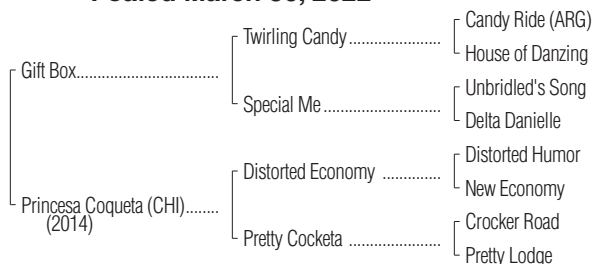 Foaled March 30, 2022
Candy Ride (ARG)
Twirling Candy
House of Danzing
Gift Box
Unbridled's Song
Special Me
Delta Danielle
Distorted Humor
Distorted Economy
New Economy
Princesa Coqueta (CHI)
(2014)
Crocker Road
Pretty Cocketa
Pretty Lodge